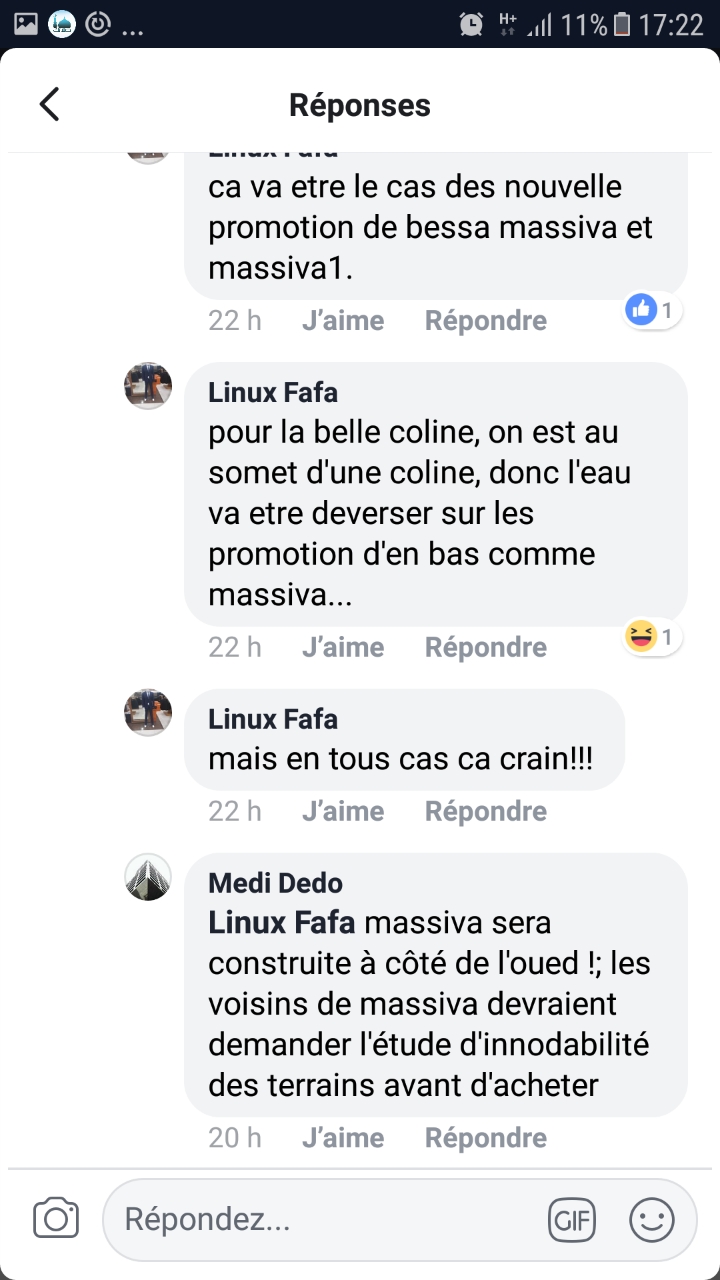 ... H+ 11% 17:22
Réponses
Linux Fafa
ca va etre le cas des nouvelle
promotion de bessa massiva et
massiva1.
22 h J’aime Répondre 1
Linux Fafa
pour la belle coline, on est au
somet d'une coline, donc l'eau
va etre deverser sur les
promotion d'en bas comme
massiva...
22 h J’aime Répondre 1
Linux Fafa
mais en tous cas ca crain!!!
22 h J’aime Répondre
Medi Dedo
Linux Fafa massiva sera
construite à côté de l'oued !; les
voisins de massiva devraient
demander l'étude d'innodabilité
des terrains avant d'acheter
20 h J’aime Répondre
Répondez... GIF